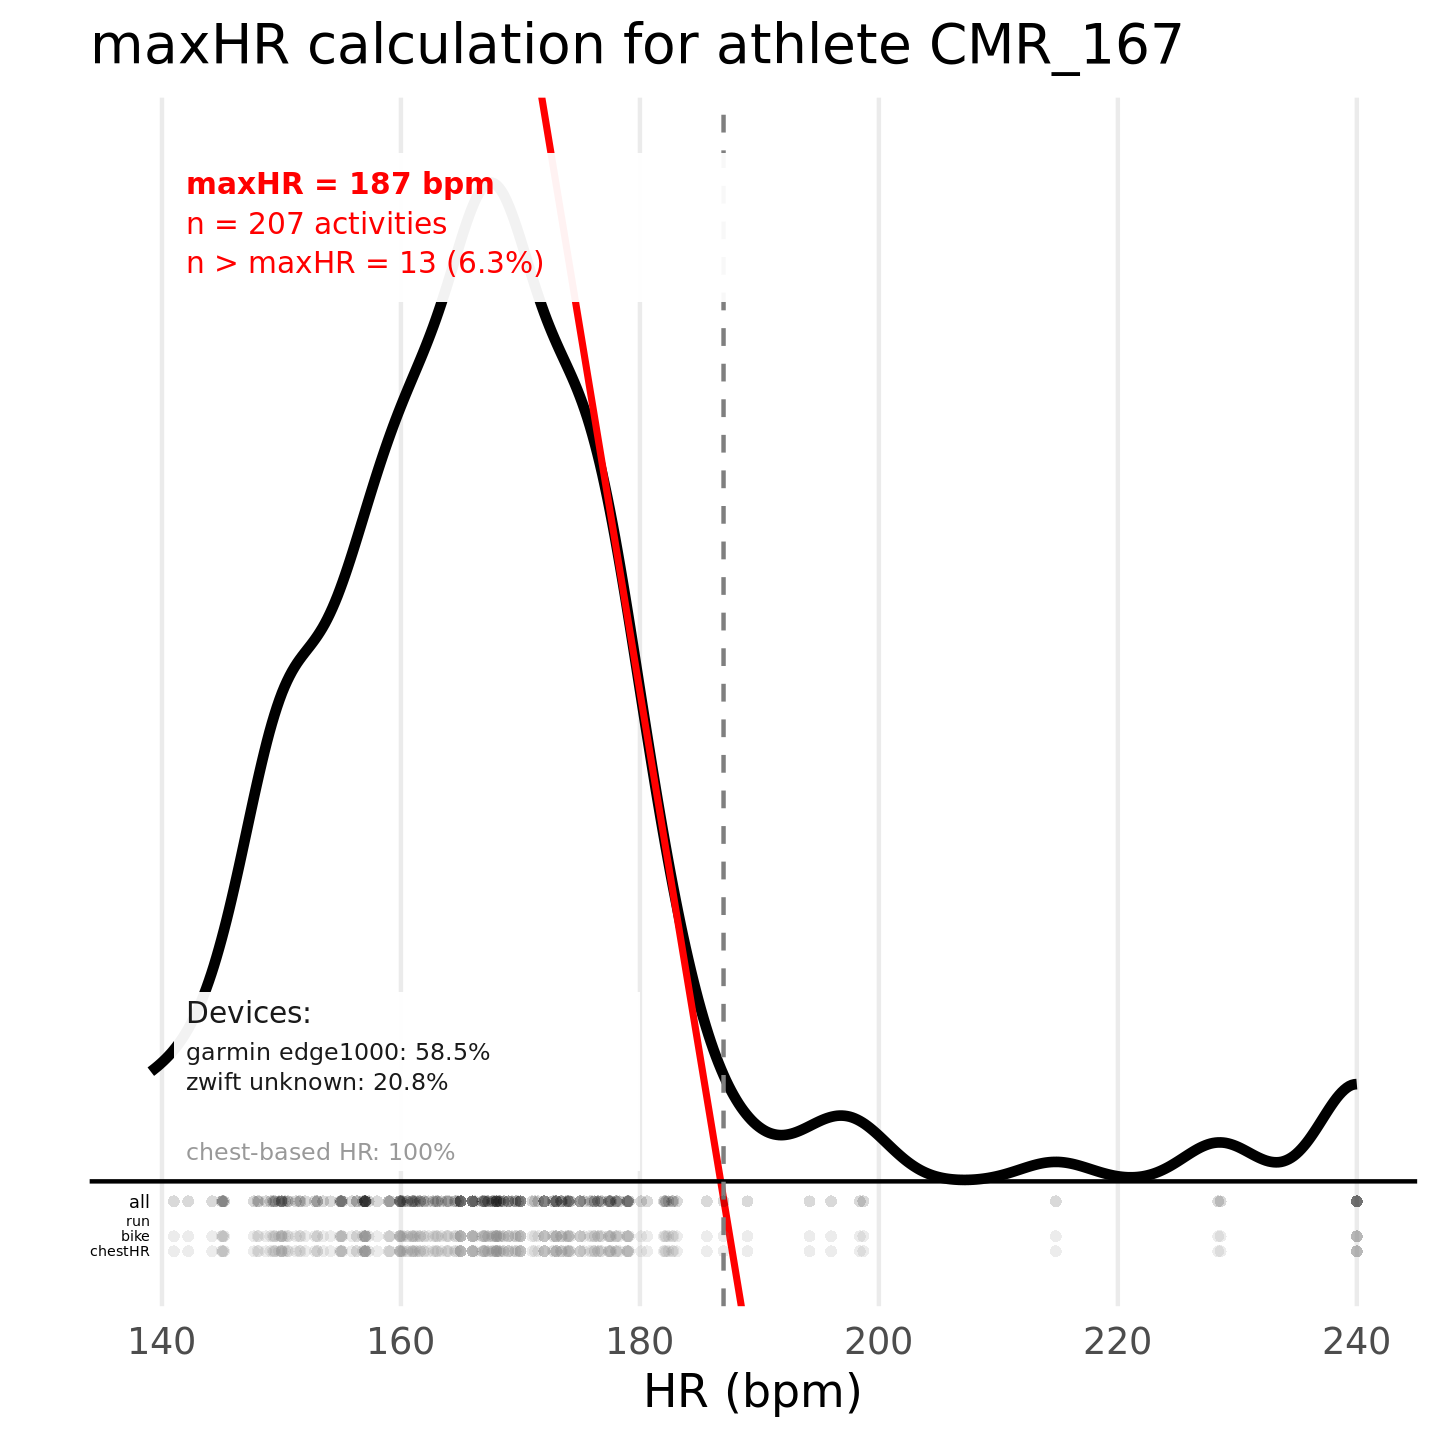 maxHR calculation for athlete CMR_167
maxHR = 187 bpm
n = 207 activities
n > maxHR = 13 (6.3%)
Devices:
garmin edge1000: 58.5%
zwift unknown: 20.8%
chest-based HR: 100%
all
run
bike
chestHR
140 160 180 200 220 240
HR (bpm)